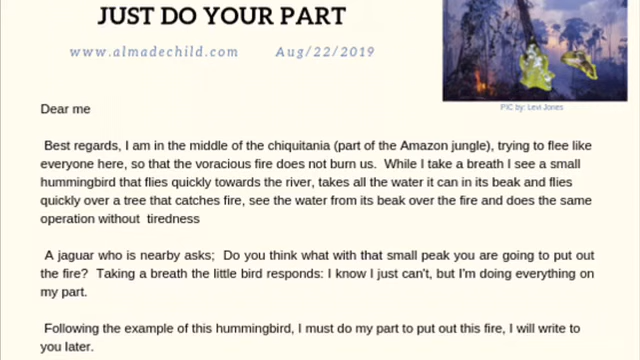 JUST DO YOUR PART
www.almadechild.com Aug/22/2019
PIC by: Levi Jones
Dear me
Best regards, I am in the middle of the chiquitania (part of the Amazon jungle), trying to flee like
everyone here, so that the voracious fire does not burn us. While I take a breath I see a small
hummingbird that flies quickly towards the river, takes all the water it can in its beak and flies
quickly over a tree that catches fire, see the water from its beak over the fire and does the same
operation without tiredness
A jaguar who is nearby asks; Do you think what with that small peak you are going to put out
the fire? Taking a breath the little bird responds: I know I just can't, but I'm doing everything on
my part.
Following the example of this hummingbird, I must do my part to put out this fire, I will write to
you later.